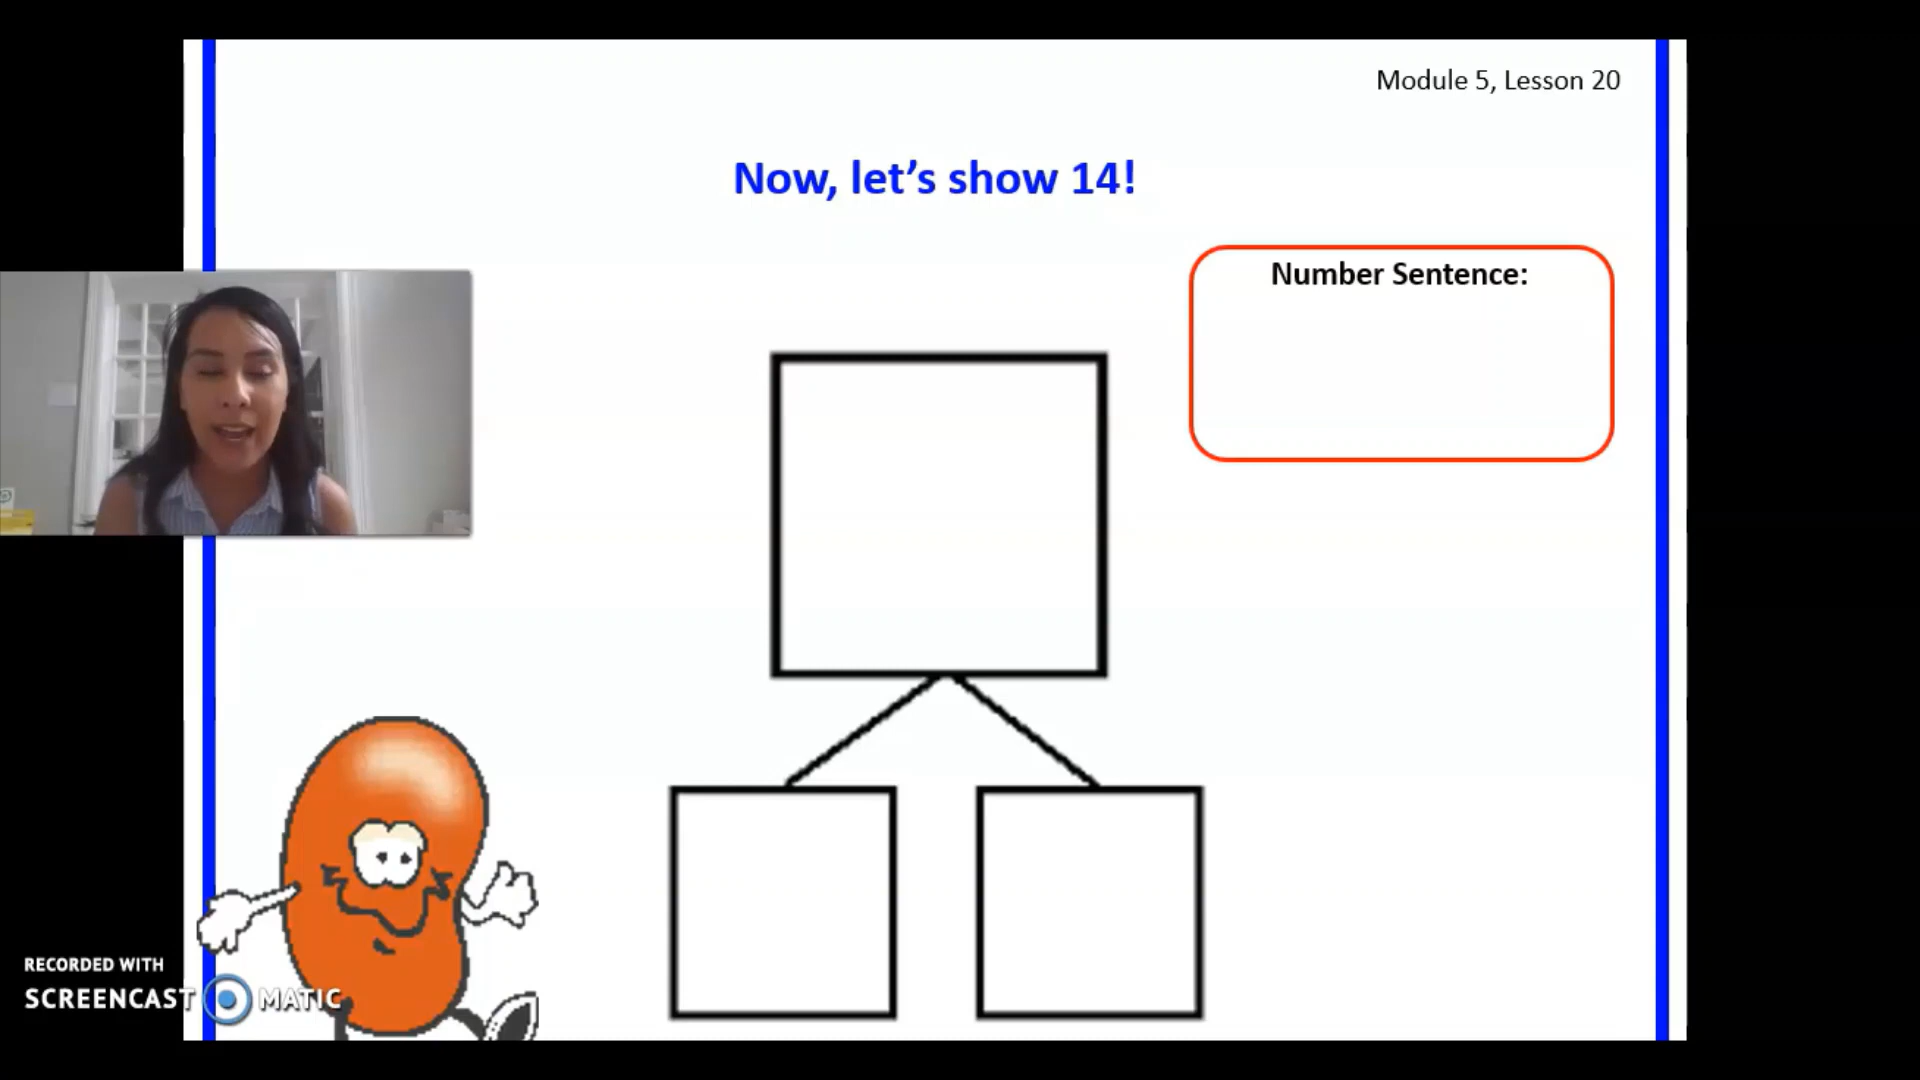 Module 5, Lesson 20
Now, let's show 14!
Number Sentence:
RECORDED WITH
SCREENCAST MATIC